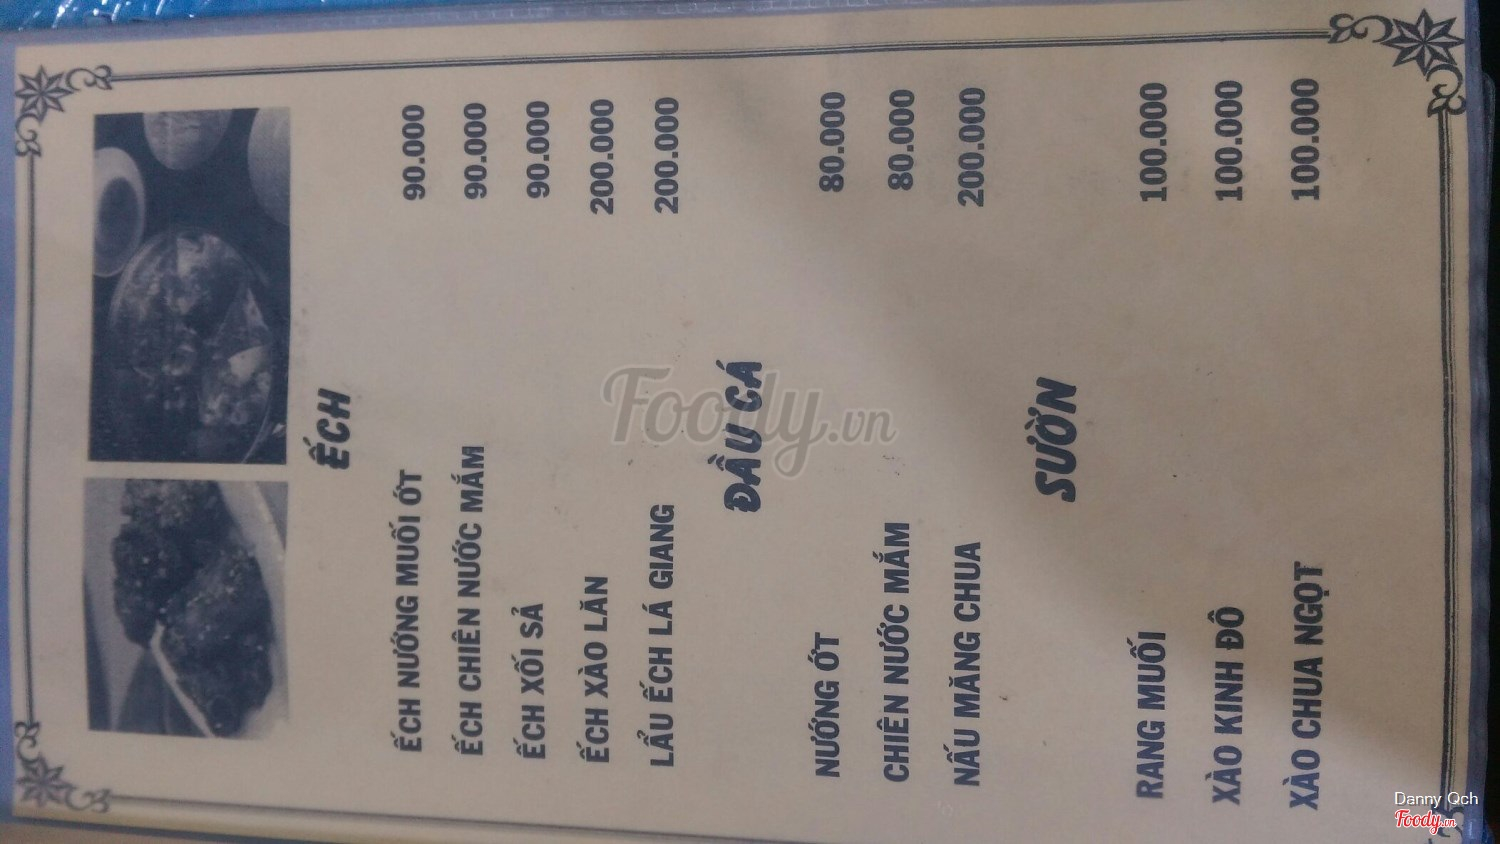 ẾCH
ẾCH NƯỚNG MUỐI ỚT 90.000
ẾCH CHIÊN NƯỚC MẮM 90.000
ẾCH XỐI SẢ 90.000
ẾCH XÀO LĂN 200.000
LẨU ẾCH LÁ GIANG 200.000
ĐẦU CÁ
NƯỚNG ỚT 80.000
CHIÊN NƯỚC MẮM 80.000
NẤU MĂNG CHUA 200.000
SƯỜN
RANG MUỐI 100.000
XÀO KINH ĐÔ 100.000
XÀO CHUA NGỌT 100.000
Foody.vn
Danny Qch
Foody.vn